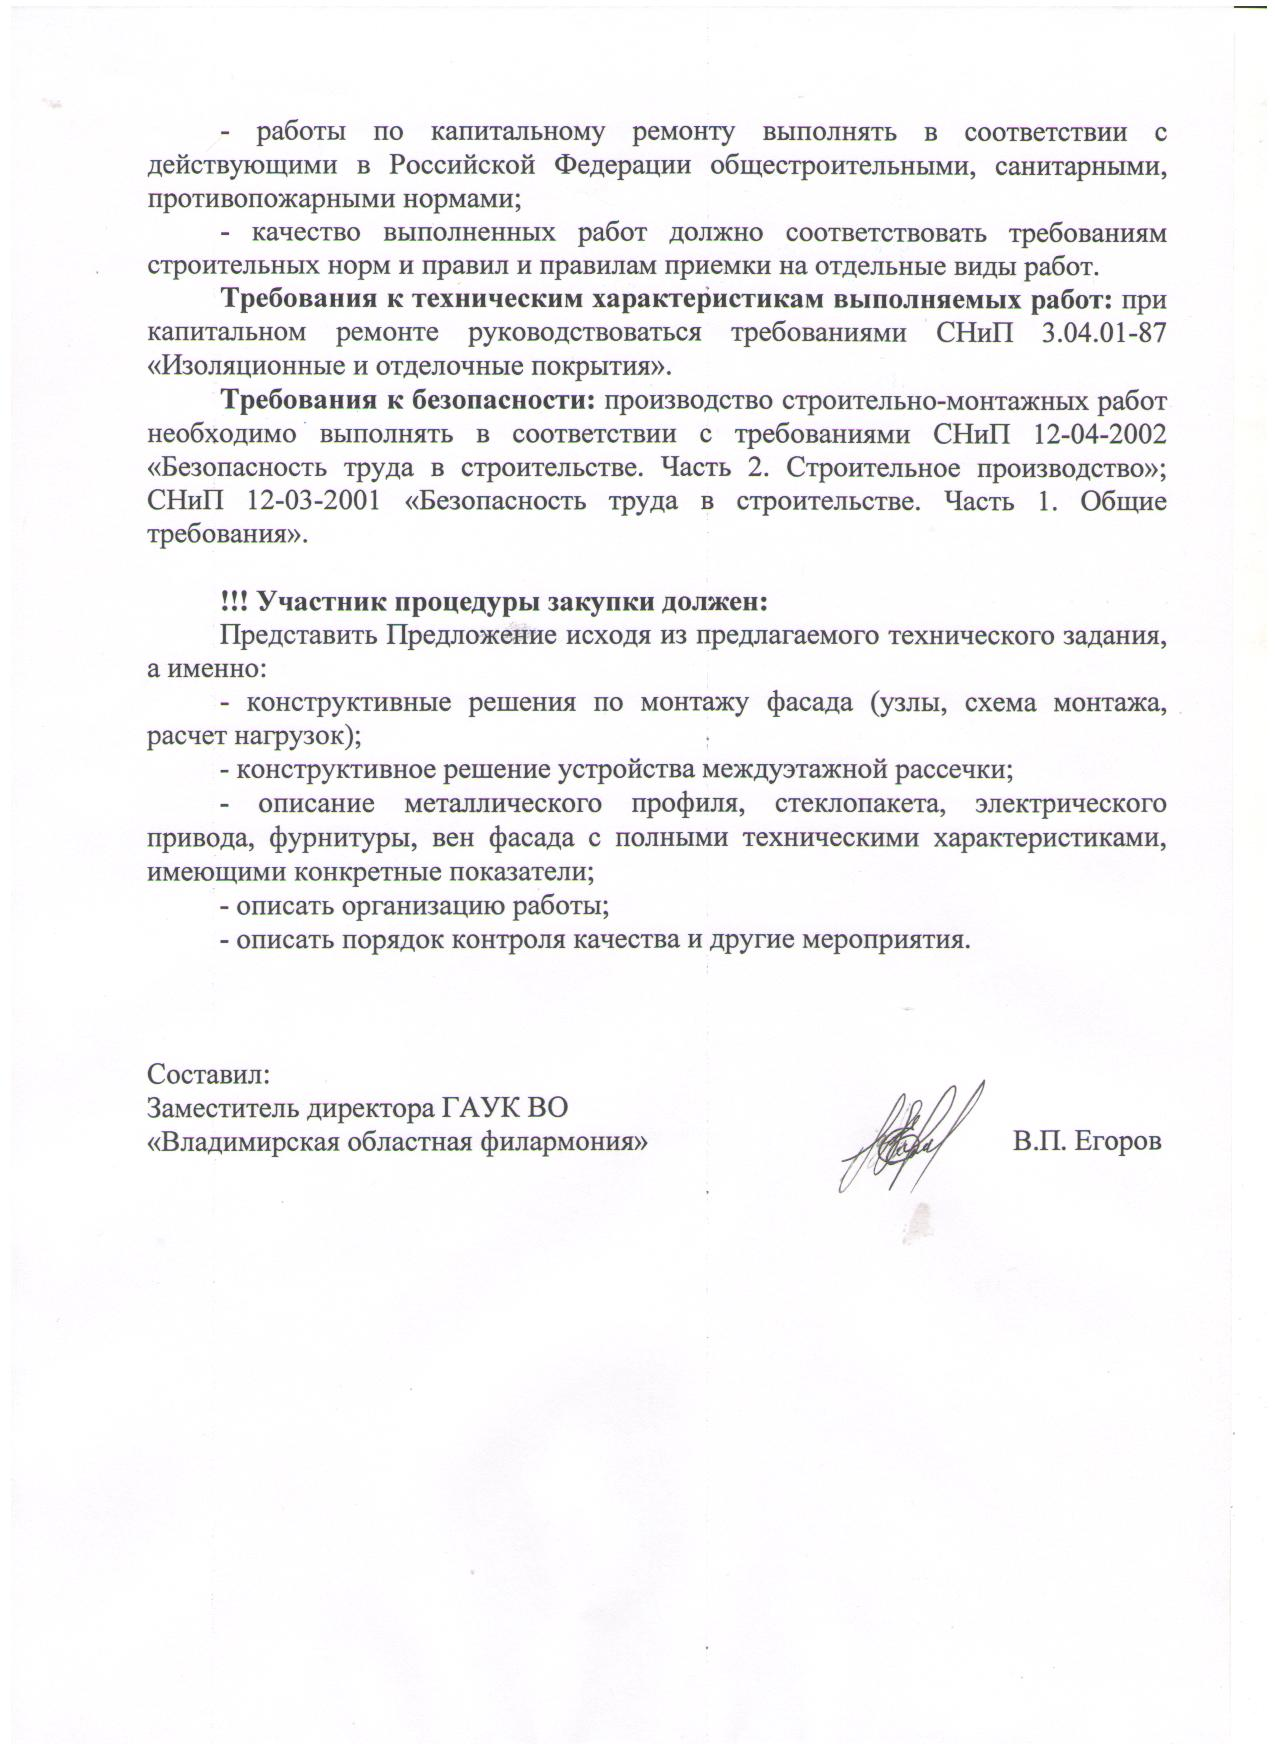 - работы по капитальному ремонту выполнять в соответствии с
действующими в Российской Федерации общестроительными, санитарными,
противопожарными нормами;
- качество выполненных работ должно соответствовать требованиям
строительных норм и правил и правилам приемки на отдельные виды работ.
Требования к техническим характеристикам выполняемых работ: при
капитальном ремонте руководствоваться требованиями СНиП 3.04.01-87
«Изоляционные и отделочные покрытия».
Требования к безопасности: производство строительно-монтажных работ
необходимо выполнять в соответствии с требованиями СНиП 12-04-2002
«Безопасность труда в строительстве. Часть 2. Строительное производство»;
СНиП 12-03-2001 «Безопасность труда в строительстве. Часть 1. Общие
требования».
!!! Участник процедуры закупки должен:
Представить Предложение исходя из предлагаемого технического задания,
а именно:
- конструктивные решения по монтажу фасада (узлы, схема монтажа,
расчет нагрузок);
- конструктивное решение устройства междуэтажной рассечки;
- описание металлического профиля, стеклопакета, электрического
привода, фурнитуры, вен фасада с полными техническими характеристиками,
имеющими конкретные показатели;
- описать организацию работы;
- описать порядок контроля качества и другие мероприятия.
Составил:
Заместитель директора ГАУК ВО
«Владимирская областная филармония» В.П. Егоров